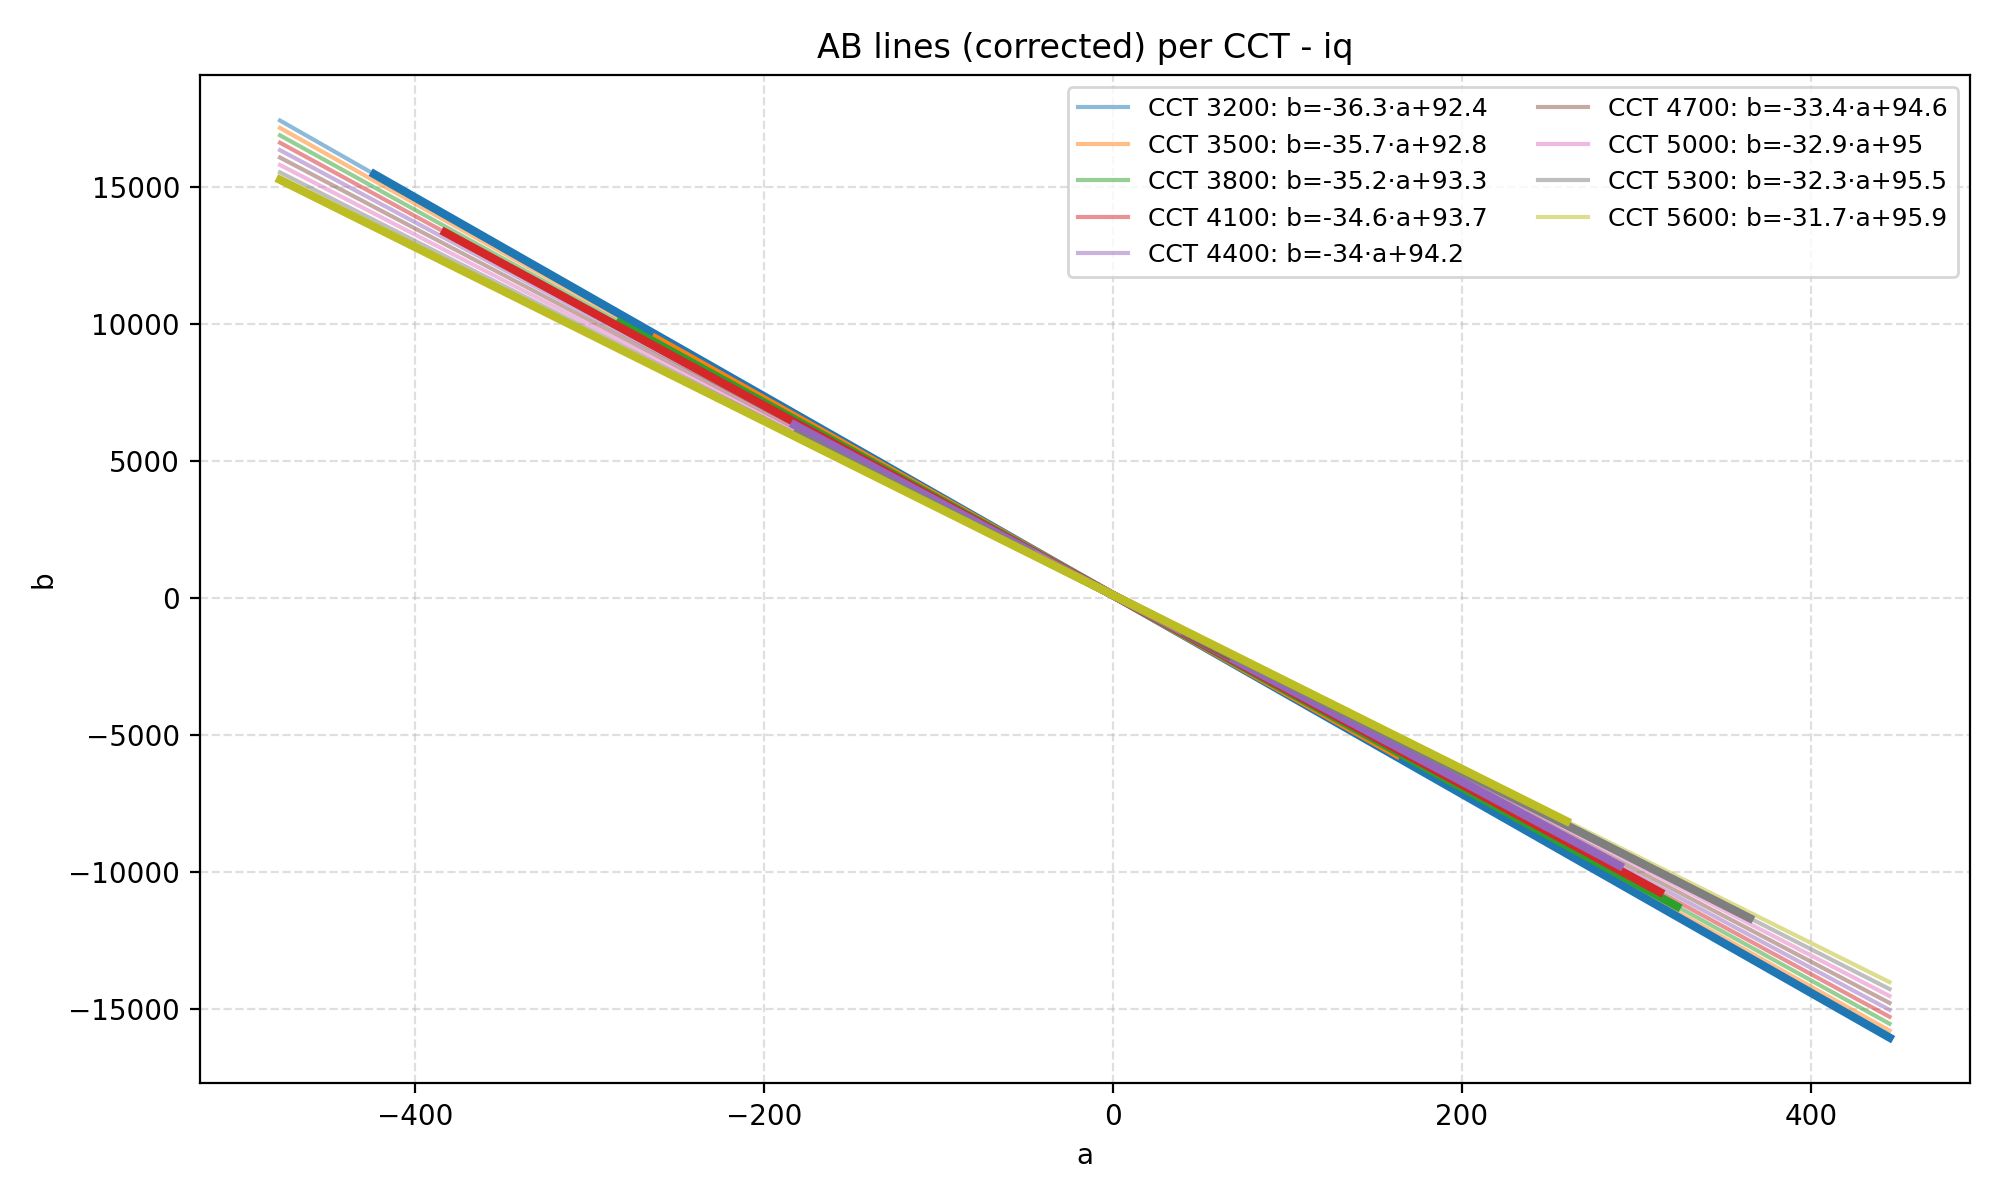 AB lines (corrected) per CCT - iq
CCT 3200: b=-36.3·a+92.4
CCT 3500: b=-35.7·a+92.8
CCT 3800: b=-35.2·a+93.3
CCT 4100: b=-34.6·a+93.7
CCT 4400: b=-34·a+94.2
CCT 4700: b=-33.4·a+94.6
CCT 5000: b=-32.9·a+95
CCT 5300: b=-32.3·a+95.5
CCT 5600: b=-31.7·a+95.9
15000
10000
5000
0
−5000
−10000
−15000
b
−400
−200
0
200
400
a